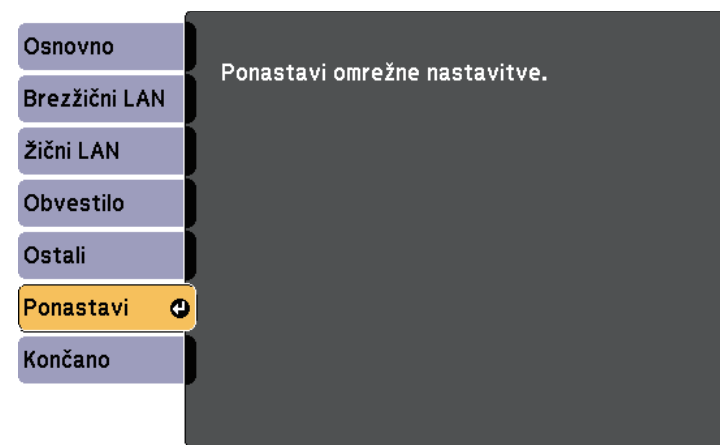 Osnovno
Brezžični LAN
Žični LAN
Obvestilo
Ostali
Ponastavi
Končano
Ponastavi omrežne nastavitve.